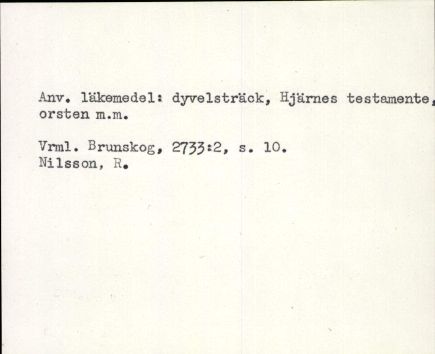 Anv. läkemedel: dyvelsträck, Hjärnes testamente,
orsten m.m.
Vrml. Brunskog, 2733:2, s. 10.
Nilsson, R.